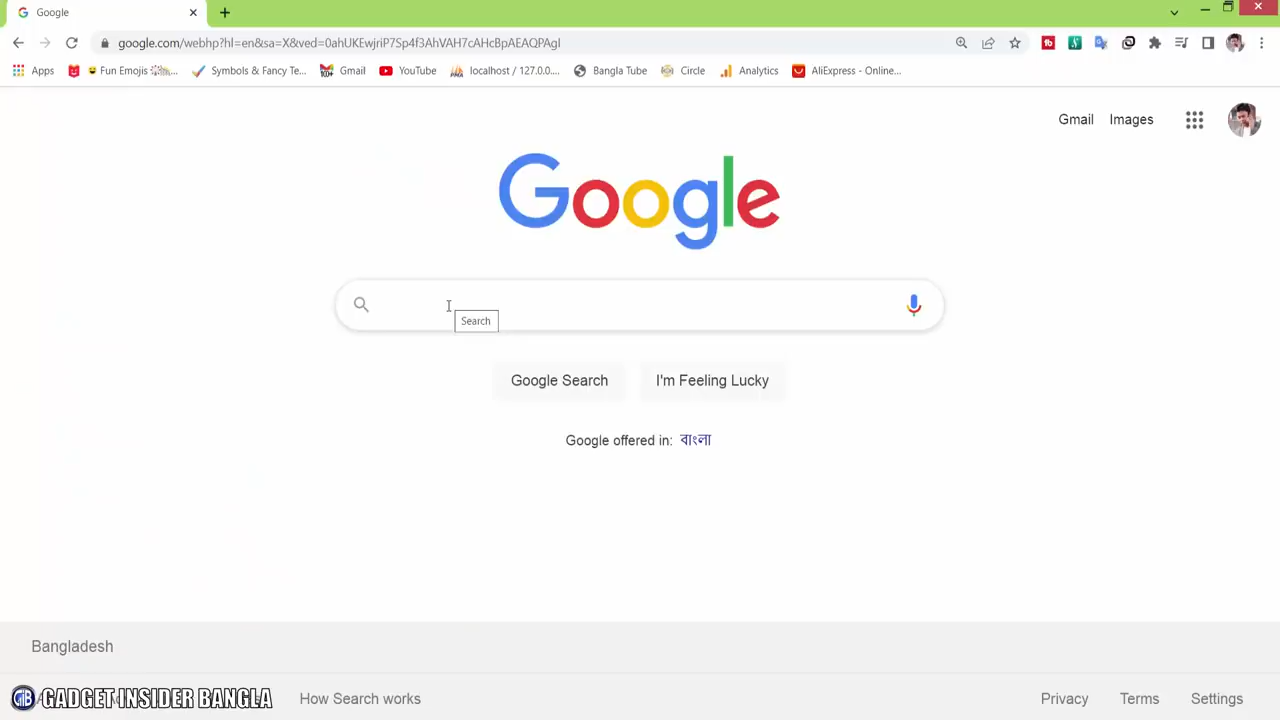 Google
google.com/webhp?hl=en&sa=X&ved=0ahUKEwjriP7Sp4f3AhVAH7cAHcBpAEAQPAgI
Apps Fun Emojis Symbols & Fancy Te... Gmail YouTube localhost / 127.0.0.... Bangla Tube Circle Analytics AliExpress - Online...
Gmail Images
Google
Search
Google Search I'm Feeling Lucky
Google offered in: বাংলা
Bangladesh
GIB GADGET INSIDER BANGLA How Search works Privacy Terms Settings